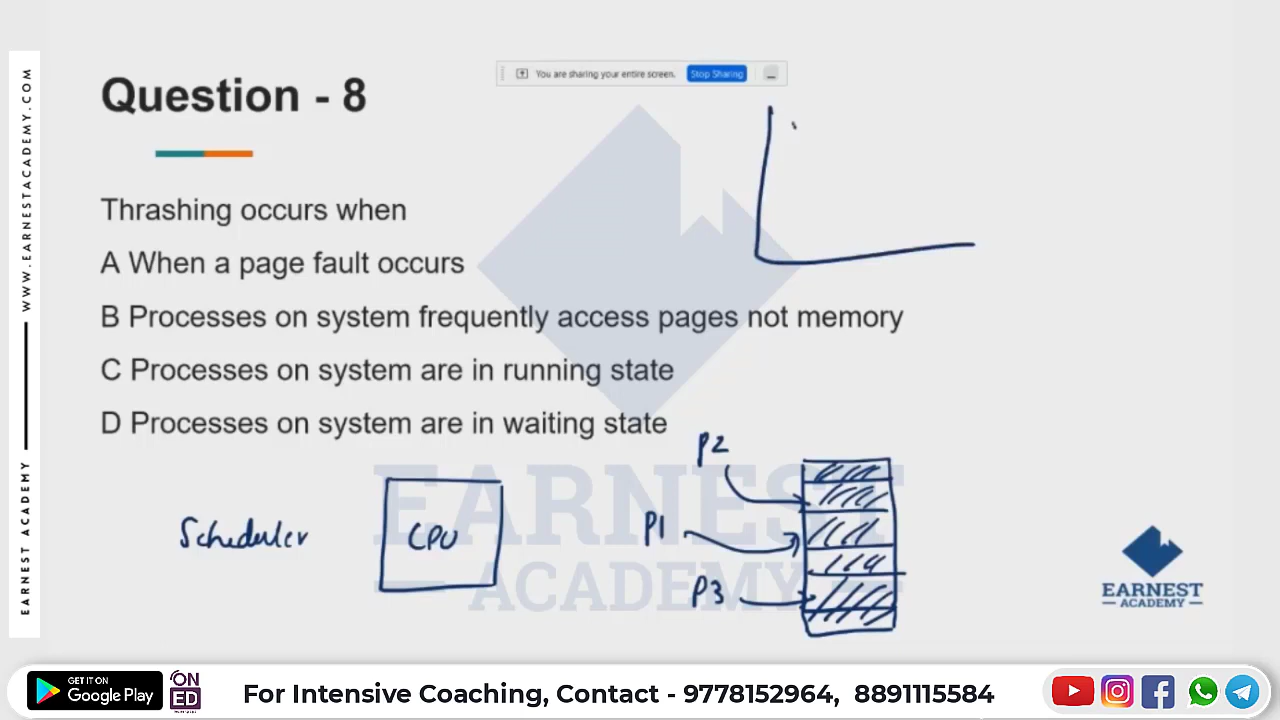 WWW.EARNESTACADEMY.COM
EARNEST ACADEMY
Question - 8
You are sharing your entire screen.
Stop Sharing
Thrashing occurs when
A When a page fault occurs
B Processes on system frequently access pages not memory
C Processes on system are in running state
D Processes on system are in waiting state
P2
Scheduler
CPU
P1
P3
EARNEST
ACADEMY
EARNEST
ACADEMY
GET IT ON
Google Play
ON
ED
For Intensive Coaching, Contact - 9778152964, 8891115584